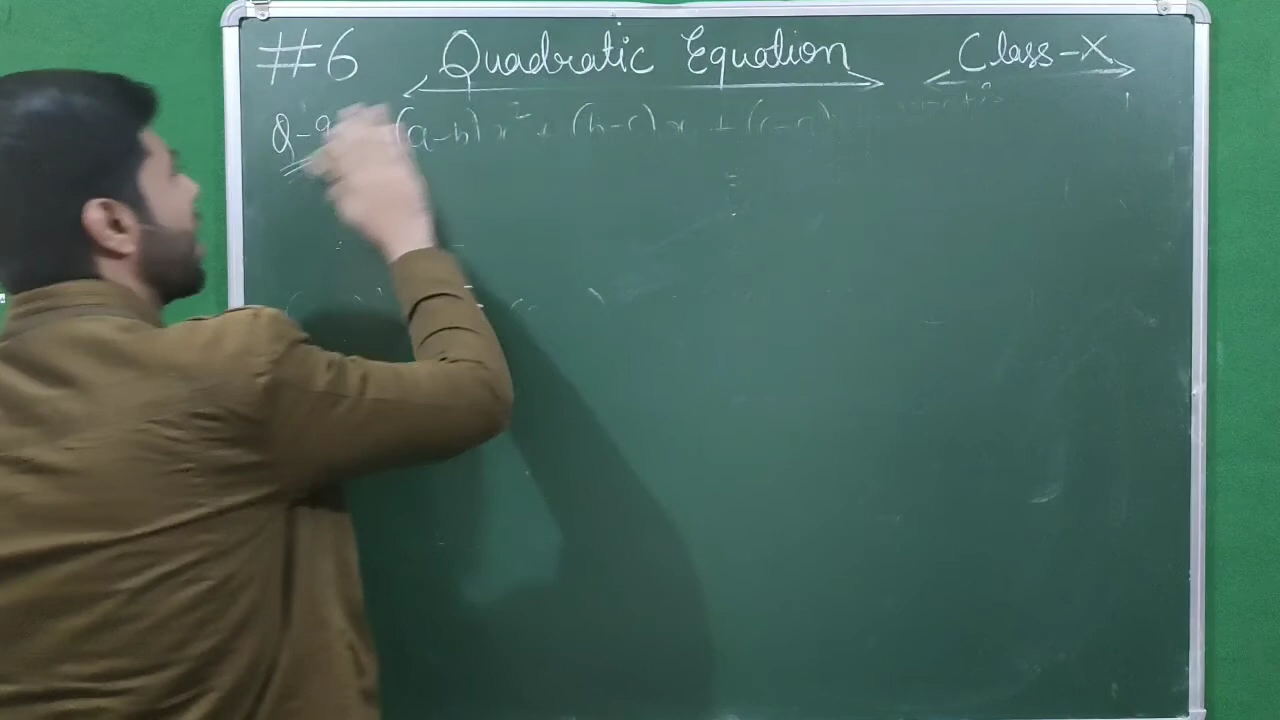 #6 Quadratic Equation Class-X
Q-9 (a-b)x² + (b-c)x + (c-a)